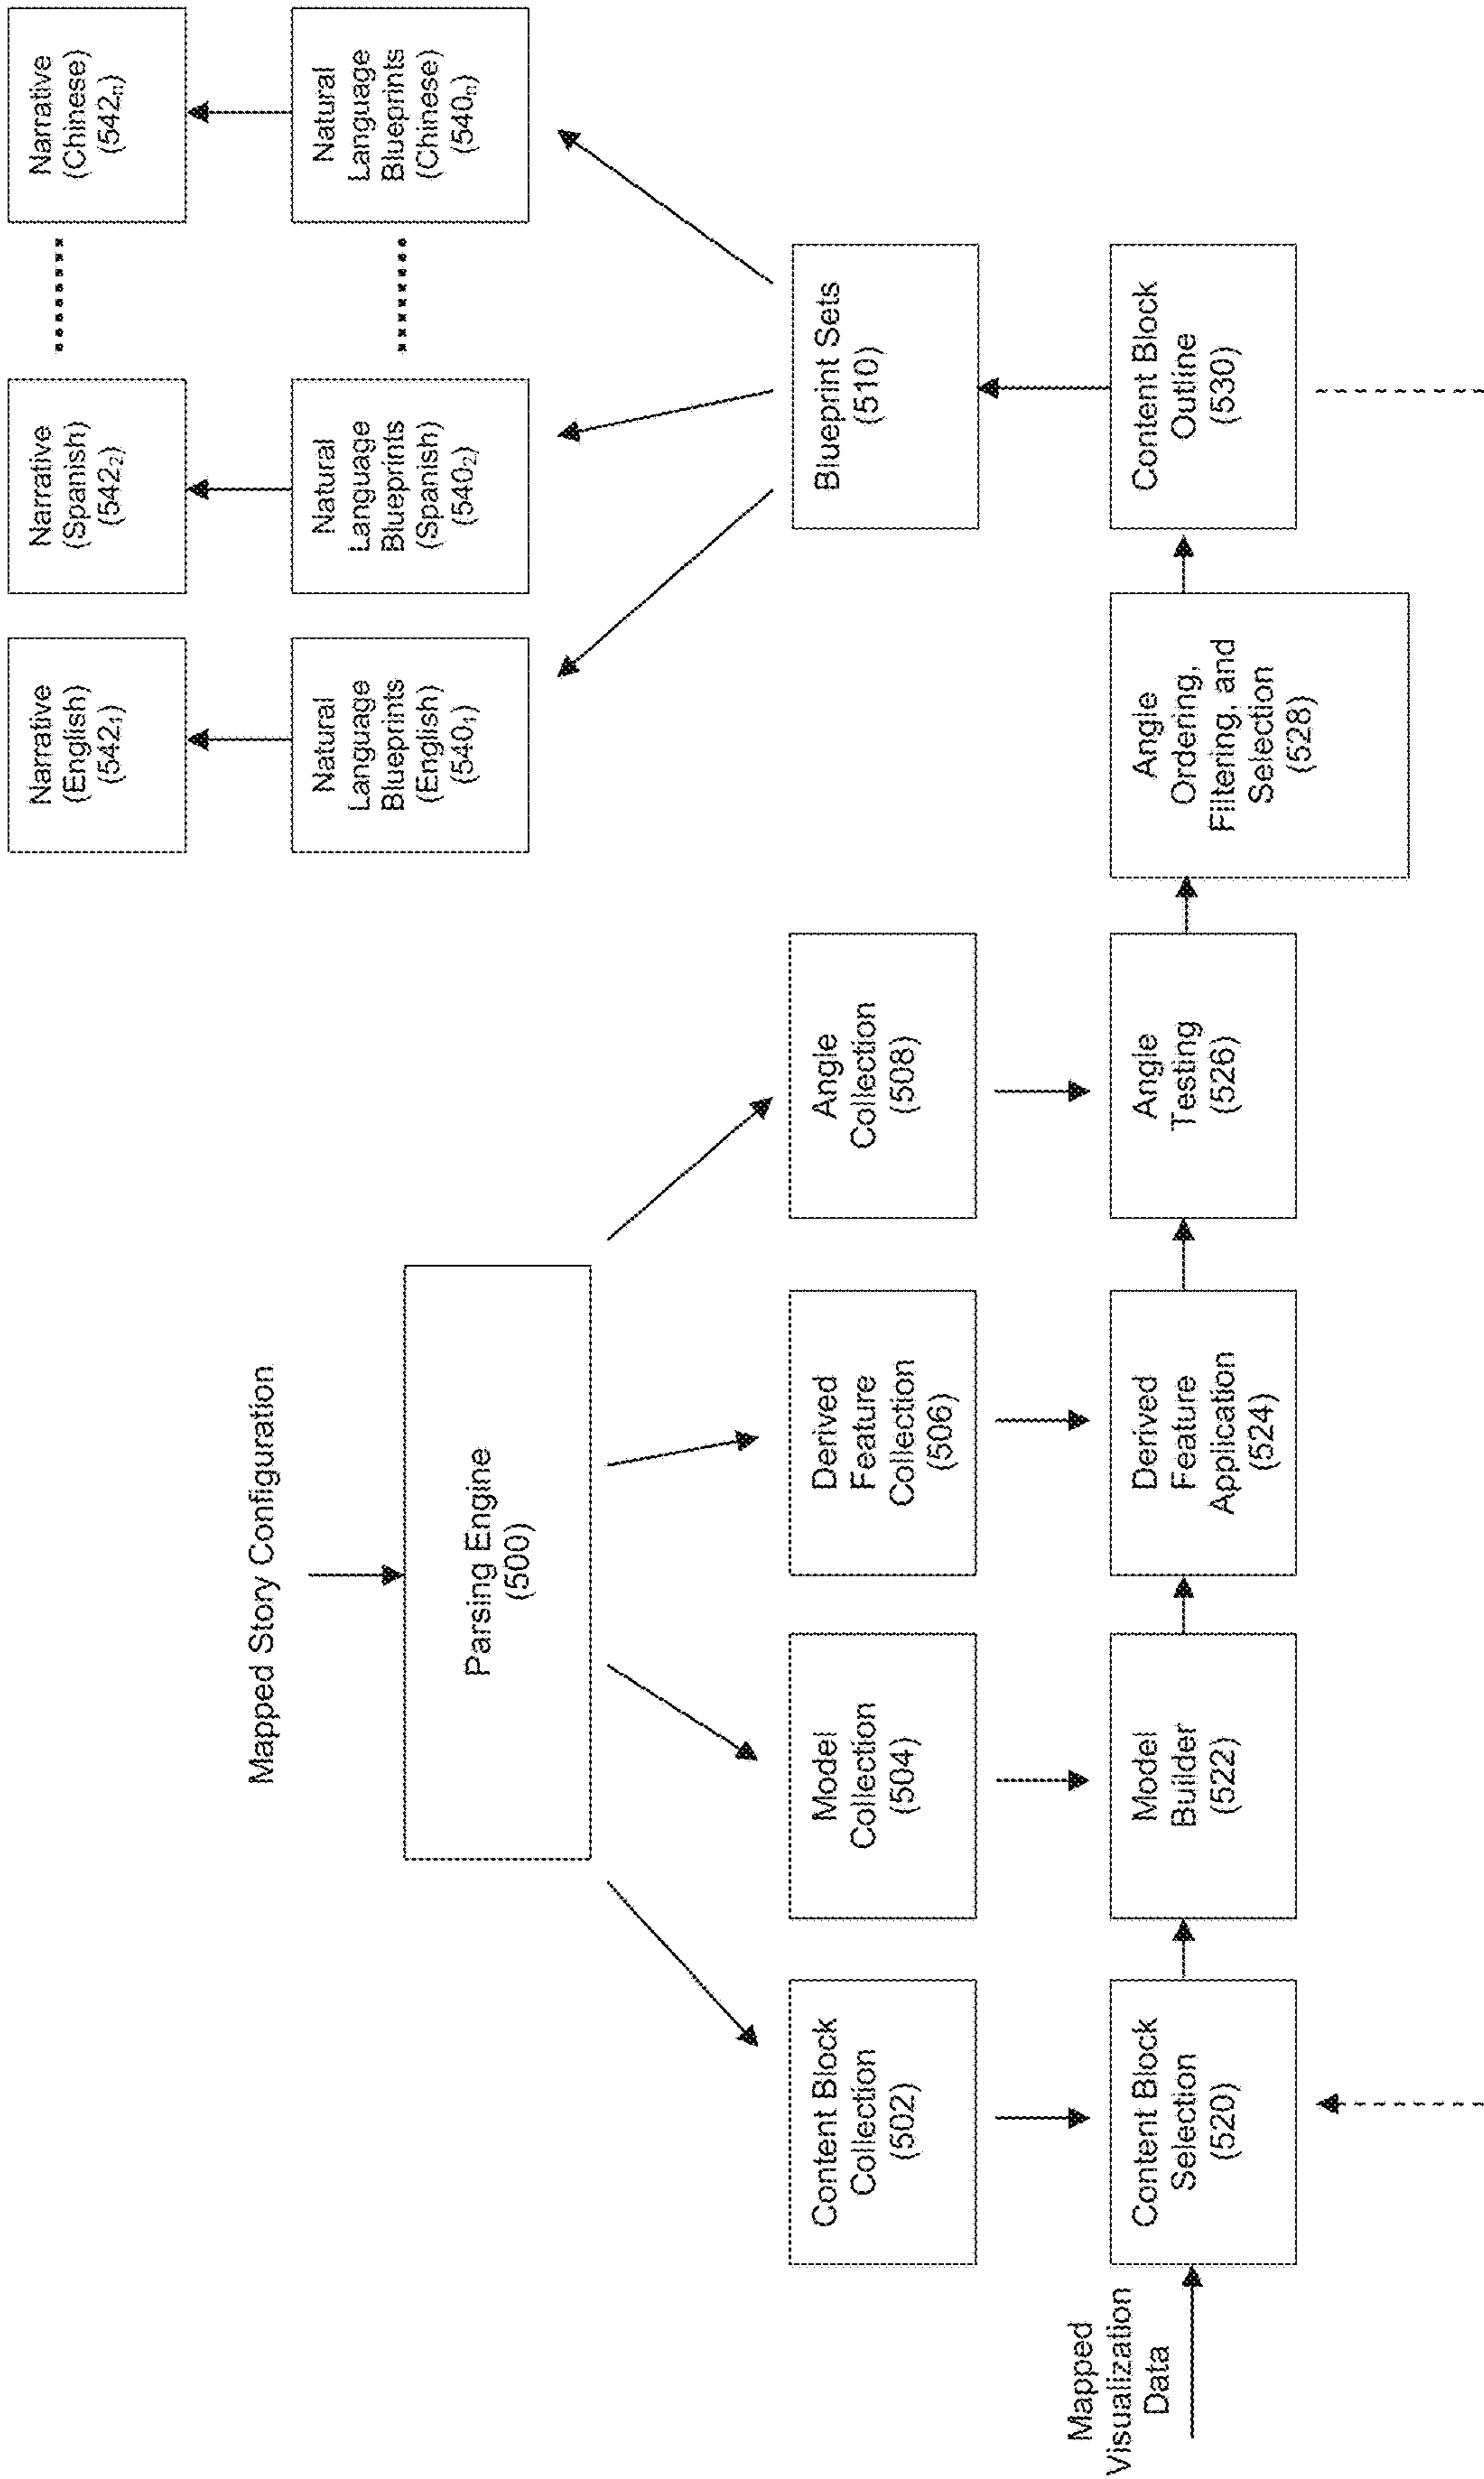 Mapped Story Configuration
Parsing Engine
(500)
Content Block
Collection
(502)
Model
Collection
(504)
Derived
Feature
Collection
(506)
Angle
Collection
(508)
Mapped
Visualization
Data
Content Block
Selection
(520)
Model
Builder
(522)
Derived
Feature
Application
(524)
Angle
Testing
(526)
Angle
Ordering,
Filtering, and
Selection
(528)
Content Block
Outline
(530)
Blueprint Sets
(510)
Natural
Language
Blueprints
(English)
(540₁)
Natural
Language
Blueprints
(Spanish)
(540₂)
Natural
Language
Blueprints
(Chinese)
(540ₙ)
Narrative
(English)
(542₁)
Narrative
(Spanish)
(542₂)
Narrative
(Chinese)
(542ₙ)